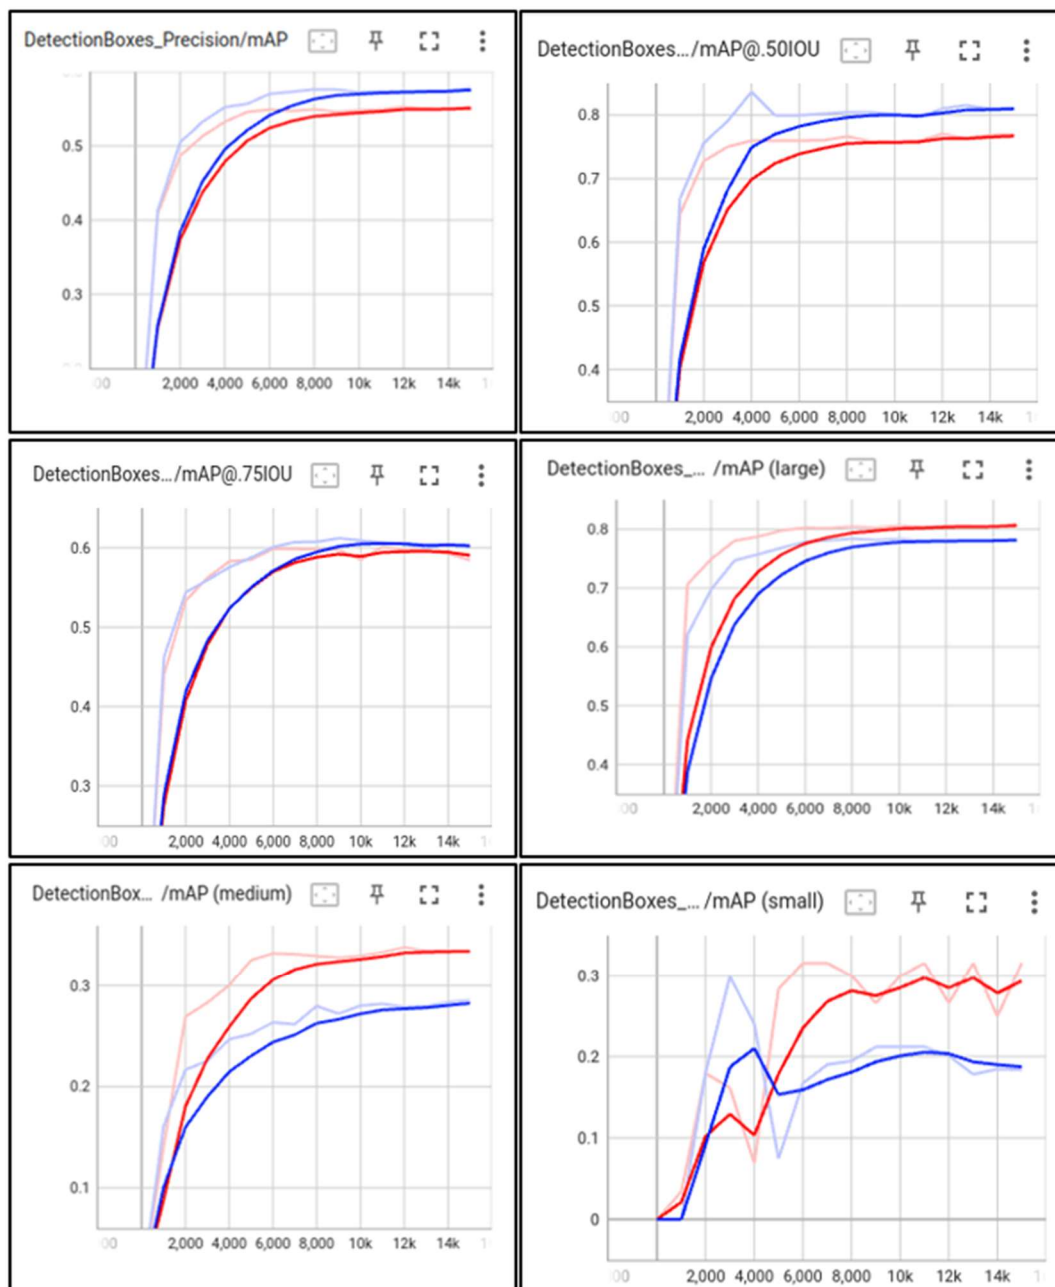 DetectionBoxes_Precision/mAP
0.5
0.4
0.3
2,000 4,000 6,000 8,000 10k 12k 14k
DetectionBoxes.../mAP@.50IOU
0.8
0.7
0.6
0.5
0.4
2,000 4,000 6,000 8,000 10k 12k 14k
DetectionBoxes.../mAP@.75IOU
0.6
0.5
0.4
0.3
00 2,000 4,000 6,000 8,000 10k 12k 14k
DetectionBoxes_... /mAP (large)
0.8
0.7
0.6
0.5
0.4
2,000 4,000 6,000 8,000 10k 12k 14k
DetectionBox... /mAP (medium)
0.3
0.2
0.1
2,000 4,000 6,000 8,000 10k 12k 14k
DetectionBoxes_... /mAP (small)
0.3
0.2
0.1
0
2,000 4,000 6,000 8,000 10k 12k 14k